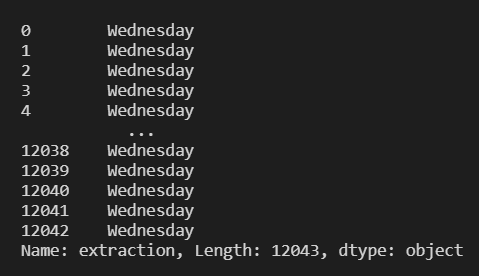 0 Wednesday
1 Wednesday
2 Wednesday
3 Wednesday
4 Wednesday
...
12038 Wednesday
12039 Wednesday
12040 Wednesday
12041 Wednesday
12042 Wednesday
Name: extraction, Length: 12043, dtype: object